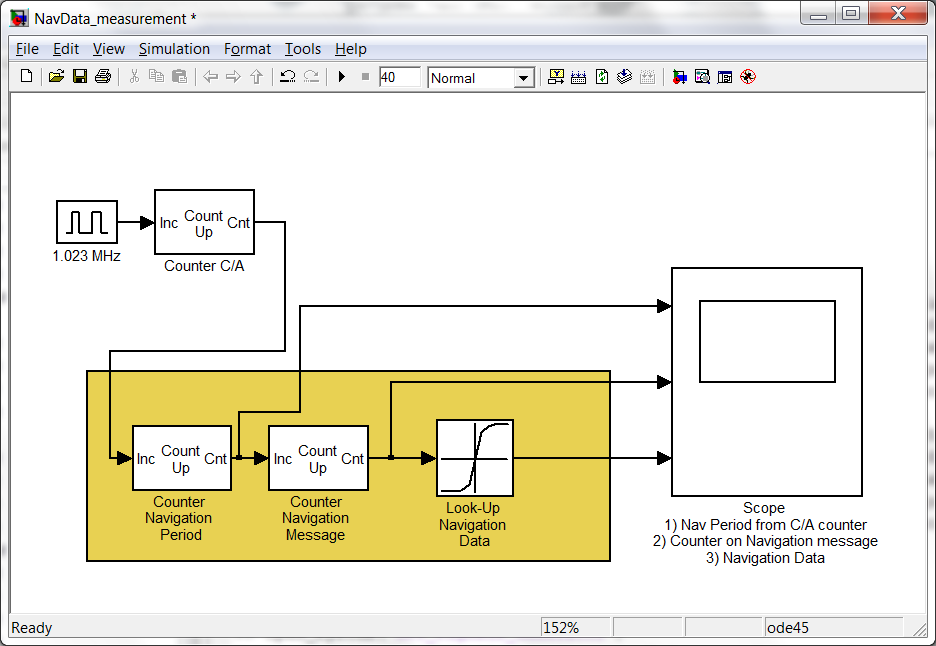 NavData_measurement *
File Edit View Simulation Format Tools Help
40 Normal
1.023 MHz
Inc Count Up Cnt
Counter C/A
Inc Count Up Cnt
Counter
Navigation
Period
Inc Count Up Cnt
Counter
Navigation
Message
Look-Up
Navigation
Data
Scope
1) Nav Period from C/A counter
2) Counter on Navigation message
3) Navigation Data
Ready 152% ode45